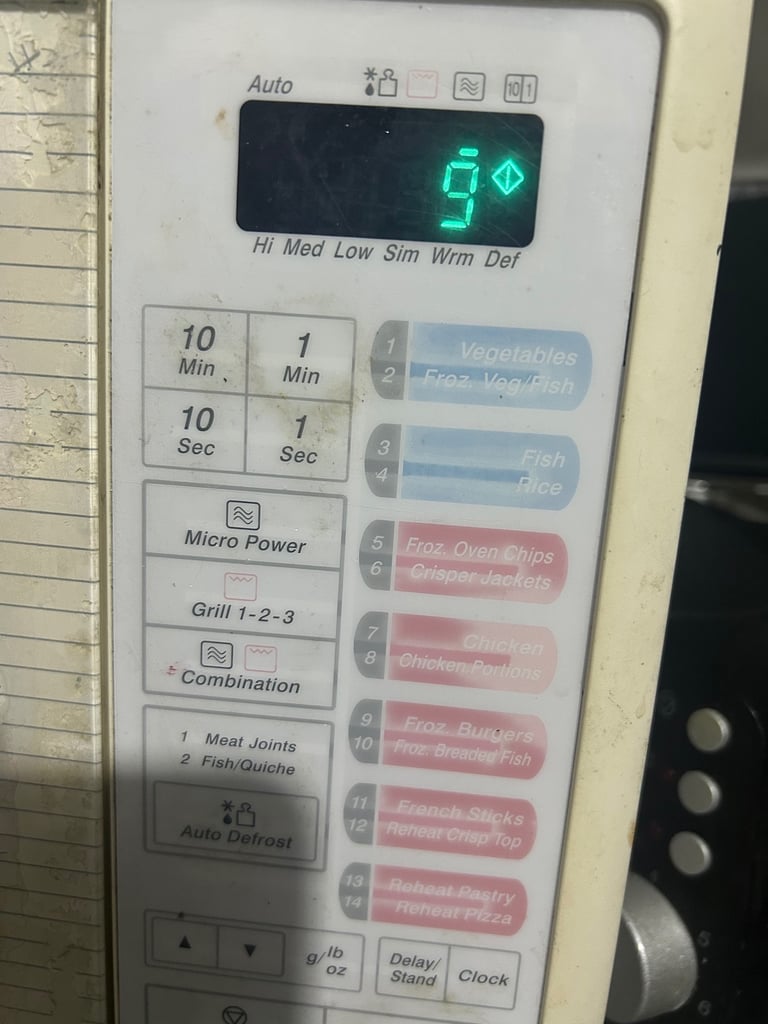 Auto
10 1
g
Hi Med Low Sim Wrm Def
10 Min
1 Min
10 Sec
1 Sec
Micro Power
Grill 1-2-3
Combination
1 Meat Joints
2 Fish/Quiche
Auto Defrost
1 Vegetables
2 Froz. Veg/Fish
3 Fish
4 Rice
5 Froz. Oven Chips
6 Crisper Jackets
7 Chicken
8 Chicken Portions
9 Froz. Burgers
10 Froz. Breaded Fish
11 French Sticks
12 Reheat Crisp Top
13 Reheat Pastry
14 Reheat Pizza
g/lb oz
Delay/
Stand
Clock
5
6